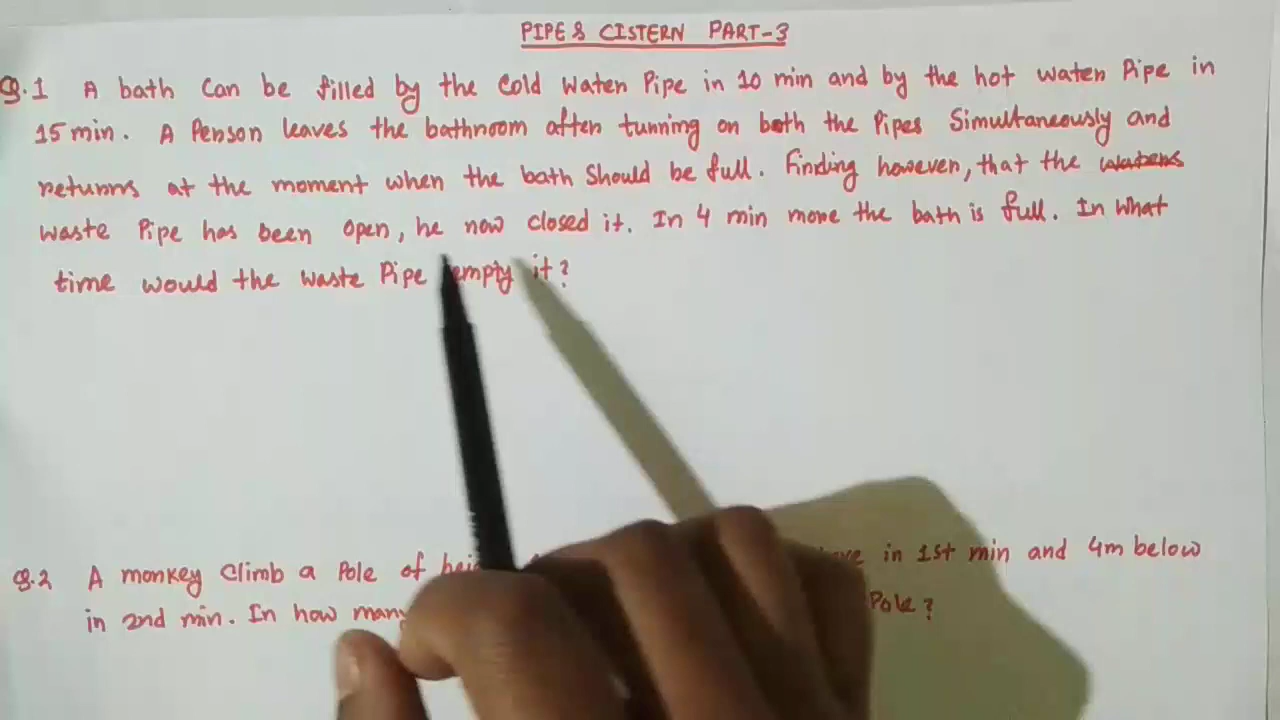 PIPE & CISTERN PART-3
Q.1 A bath can be filled by the cold water Pipe in 10 min and by the hot water Pipe in
15 min. A Person leaves the bathroom after turning on both the Pipes Simultaneously and
returns at the moment when the bath should be full. Finding however, that the waters
waste Pipe has been open, he now closed it. In 4 min more the bath is full. In what
time would the waste Pipe empty it?
Q.2 A monkey climb a Pole of in 1st min and 4m below
in 2nd min. In how many Pole?